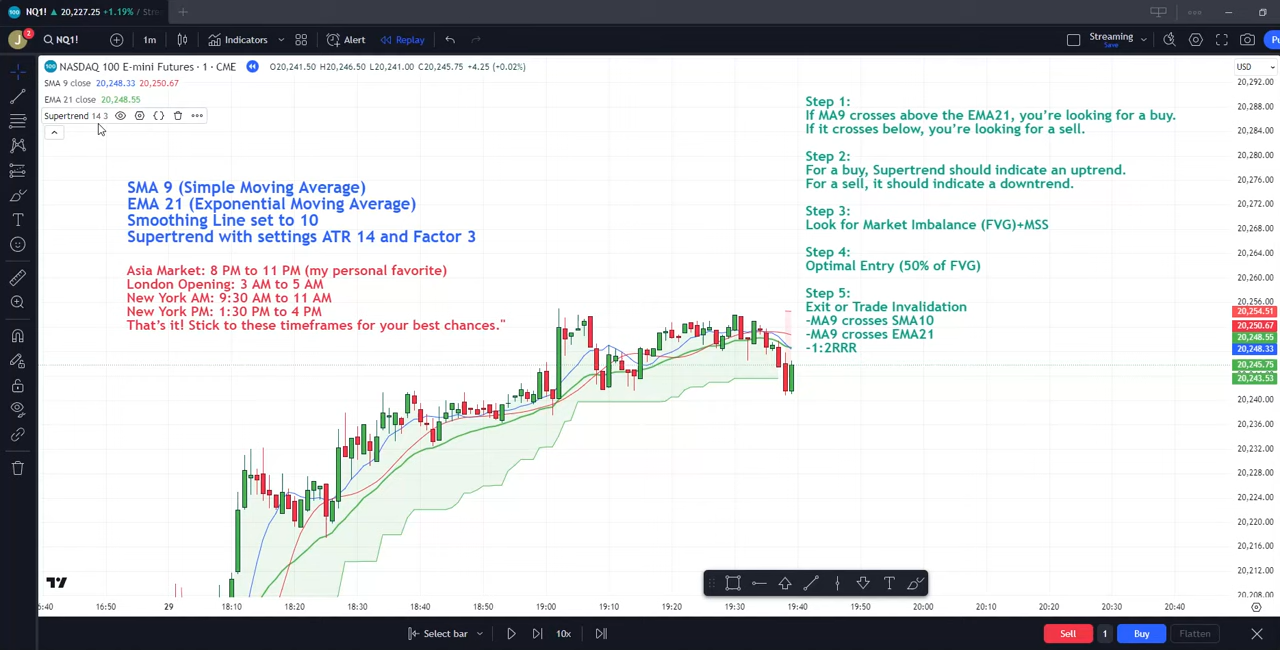 NQ1! ▲ 20,227.25 +1.19% / Stre
J 2 NQ1! 1m Indicators Alert Replay Streaming Save Pu
100 NASDAQ 100 E-mini Futures · 1 · CME O20,241.50 H20,246.50 L20,241.00 C20,245.75 +4.25 (+0.02%) USD
SMA 9 close 20,248.33 20,250.67
EMA 21 close 20,248.55
Supertrend 14 3
SMA 9 (Simple Moving Average)
EMA 21 (Exponential Moving Average)
Smoothing Line set to 10
Supertrend with settings ATR 14 and Factor 3
Asia Market: 8 PM to 11 PM (my personal favorite)
London Opening: 3 AM to 5 AM
New York AM: 9:30 AM to 11 AM
New York PM: 1:30 PM to 4 PM
That's it! Stick to these timeframes for your best chances."
Step 1:
If MA9 crosses above the EMA21, you're looking for a buy.
If it crosses below, you're looking for a sell.
Step 2:
For a buy, Supertrend should indicate an uptrend.
For a sell, it should indicate a downtrend.
Step 3:
Look for Market Imbalance (FVG)+MSS
Step 4:
Optimal Entry (50% of FVG)
Step 5:
Exit or Trade Invalidation
-MA9 crosses SMA10
-MA9 crosses EMA21
-1:2RRR
20,292.00
20,288.00
20,284.00
20,280.00
20,276.00
20,272.00
20,268.00
20,264.00
20,260.00
20,256.00
20,254.51
20,250.67
20,248.55
20,248.33
20,245.75
20,243.53
20,240.00
20,236.00
20,232.00
20,228.00
20,224.00
20,220.00
20,216.00
20,212.00
20,208.00
6:40 16:50 29 18:10 18:20 18:30 18:40 18:50 19:00 19:10 19:20 19:30 19:40 19:50 20:00 20:10 20:20 20:30 20:40
Select bar 10x Sell 1 Buy Flatten